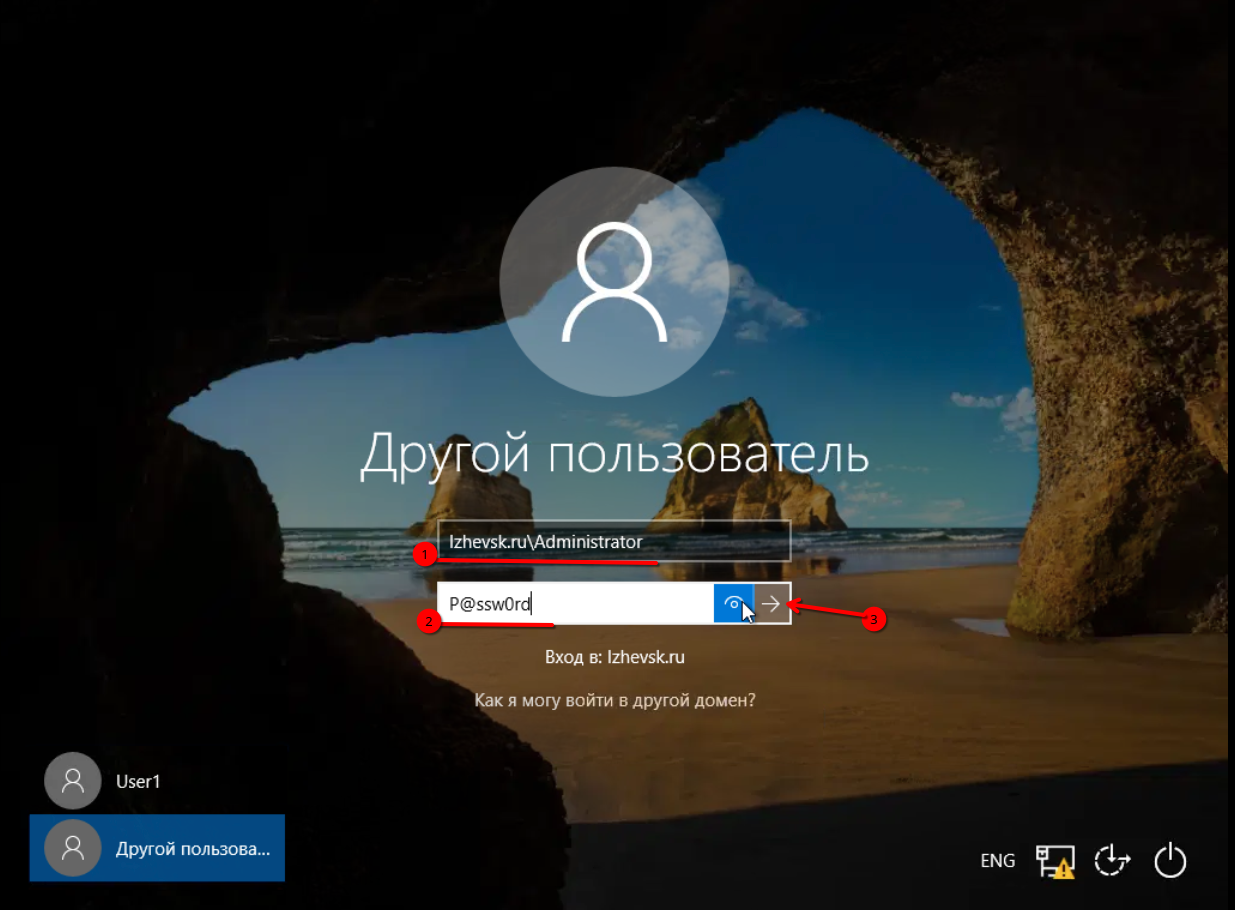 Другой пользователь
Izhevsk.ru\Administrator
1
P@ssw0rd
2
3
Вход в: Izhevsk.ru
Как я могу войти в другой домен?
User1
Другой пользова...
ENG